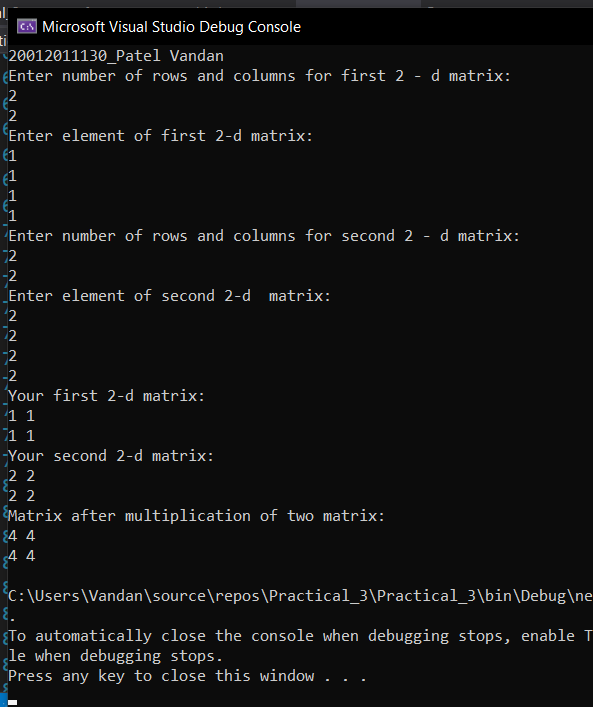 Microsoft Visual Studio Debug Console
20012011130_Patel Vandan
Enter number of rows and columns for first 2 - d matrix:
2
2
Enter element of first 2-d matrix:
1
1
1
1
Enter number of rows and columns for second 2 - d matrix:
2
2
Enter element of second 2-d  matrix:
2
2
2
2
Your first 2-d matrix:
1 1
1 1
Your second 2-d matrix:
2 2
2 2
Matrix after multiplication of two matrix:
4 4
4 4
C:\Users\Vandan\source\repos\Practical_3\Practical_3\bin\Debug\ne
.
To automatically close the console when debugging stops, enable T
le when debugging stops.
Press any key to close this window . . .